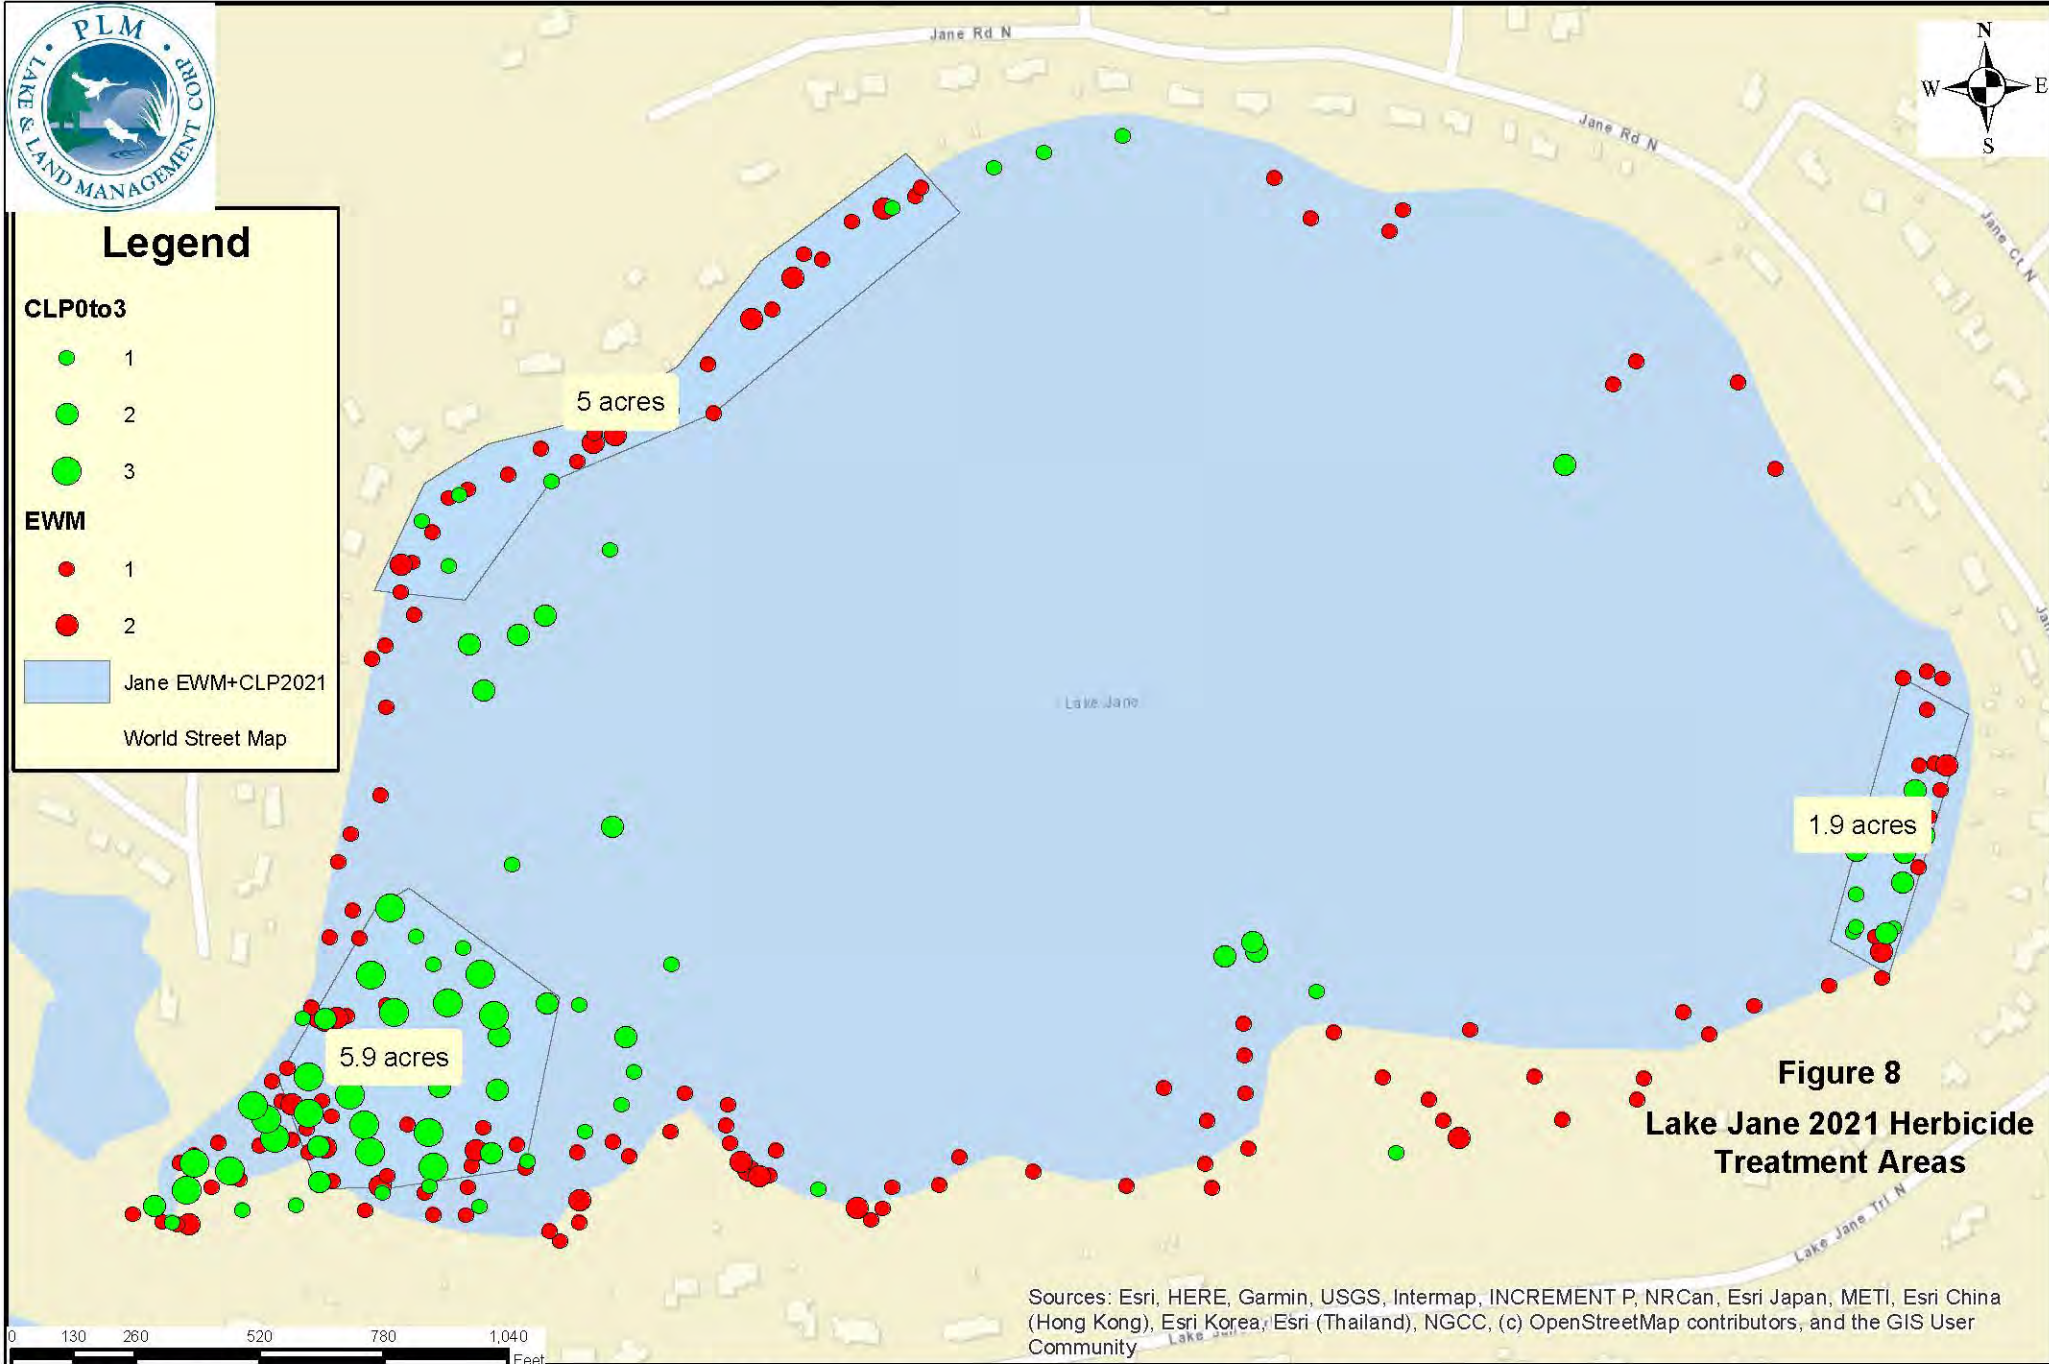 PLM
LAKE & LAND MANAGEMENT CORP
Jane Rd N
Jane Rd N
Jane Ct N
N
W
E
S
Legend
CLP0to3
1
2
3
EWM
1
2
Jane EWM+CLP2021
World Street Map
5 acres
Lake Jane
1.9 acres
5.9 acres
Figure 8
Lake Jane 2021 Herbicide
Treatment Areas
Lake Jane Trl N
Sources: Esri, HERE, Garmin, USGS, Intermap, INCREMENT P, NRCan, Esri Japan, METI, Esri China
(Hong Kong), Esri Korea, Esri (Thailand), NGCC, (c) OpenStreetMap contributors, and the GIS User
Community
0 130 260 520 780 1,040
Feet